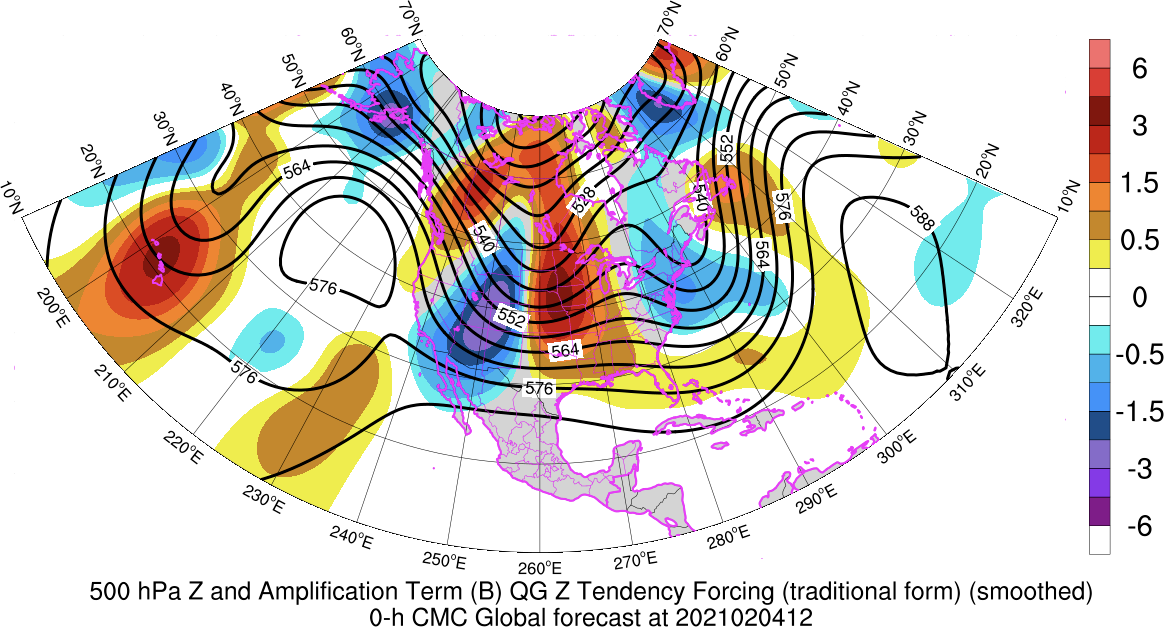 70°N
70°N
60°N
60°N
50°N
50°N
40°N
40°N
30°N
30°N
20°N
20°N
10°N
10°N
564
552
528
540
540
576
588
564
576
552
564
576
576
200°E
210°E
220°E
230°E
240°E
250°E
260°E
270°E
280°E
290°E
300°E
310°E
320°E
6
3
1.5
0.5
0
-0.5
-1.5
-3
-6
500 hPa Z and Amplification Term (B) QG Z Tendency Forcing (traditional form) (smoothed)
0-h CMC Global forecast at 2021020412